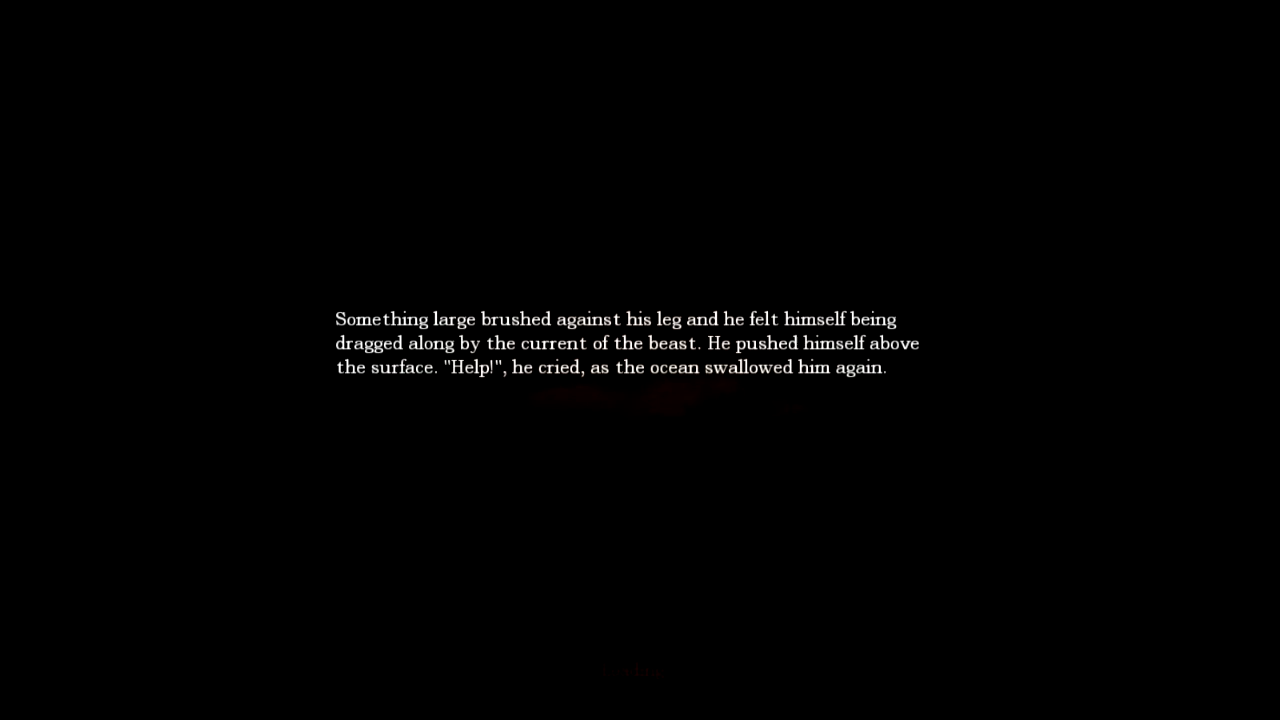 Something large brushed against his leg and he felt himself being
dragged along by the current of the beast. He pushed himself above
the surface. "Help!", he cried, as the ocean swallowed him again.